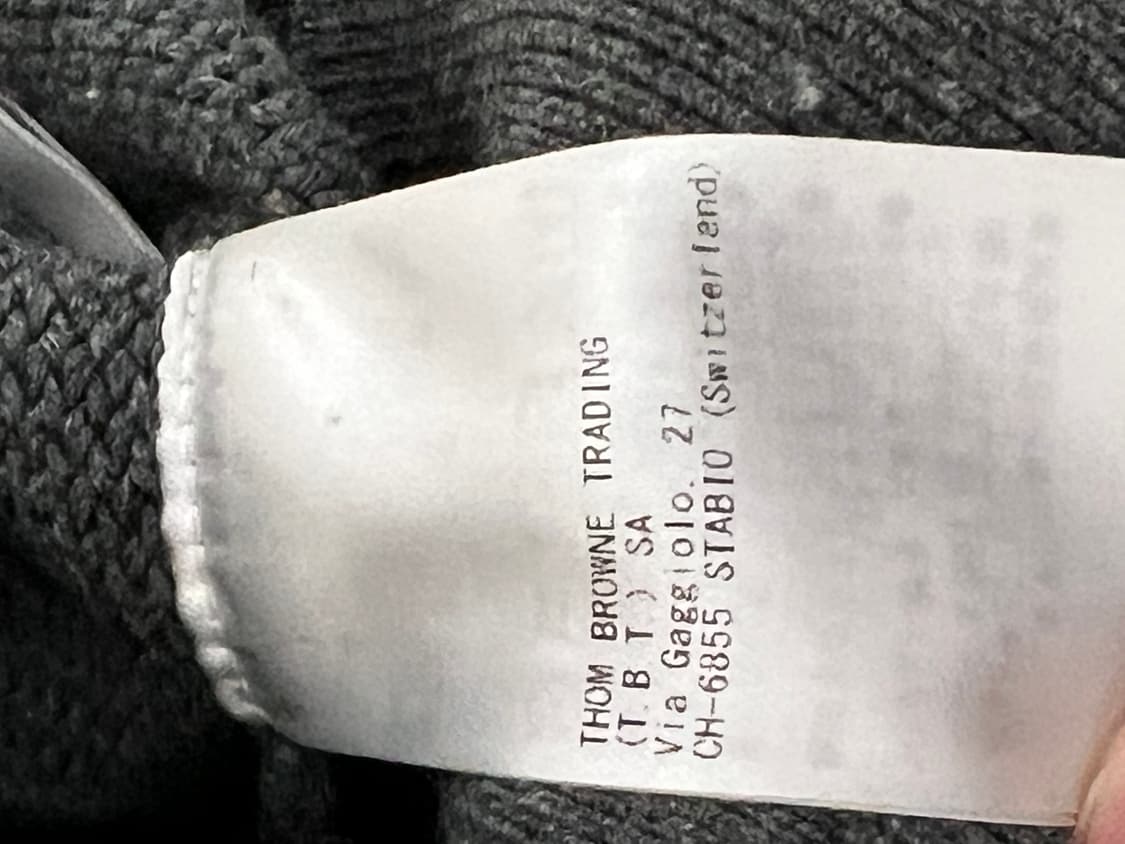 THOM BROWNE TRADING
(T.B.T.) SA
Via Gaggiolo. 27
CH-6855 STABIO (Switzerland)